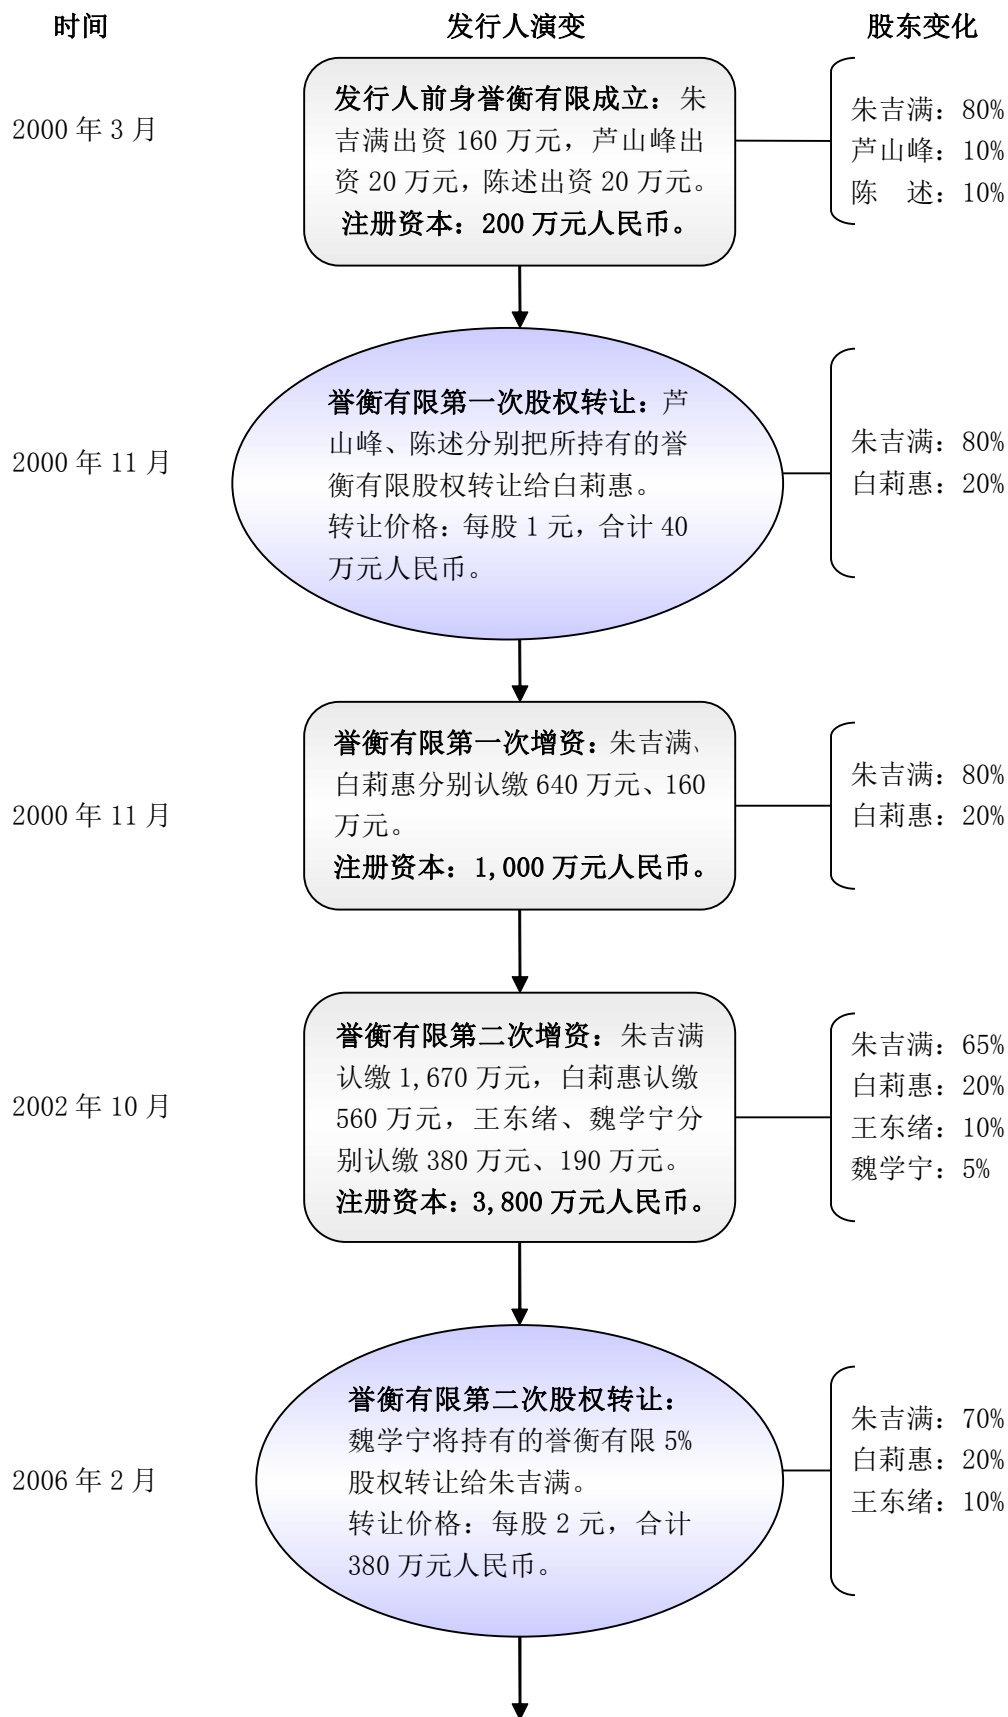 时间 发行人演变 股东变化
2000 年 3 月
发行人前身誉衡有限成立：朱
吉满出资 160 万元，芦山峰出
资 20 万元，陈述出资 20 万元。
注册资本：200 万元人民币。
朱吉满：80%
芦山峰：10%
陈　述：10%
2000 年 11 月
誉衡有限第一次股权转让：芦
山峰、陈述分别把所持有的誉
衡有限股权转让给白莉惠。
转让价格：每股 1 元，合计 40
万元人民币。
朱吉满：80%
白莉惠：20%
2000 年 11 月
誉衡有限第一次增资：朱吉满、
白莉惠分别认缴 640 万元、160
万元。
注册资本：1,000 万元人民币。
朱吉满：80%
白莉惠：20%
2002 年 10 月
誉衡有限第二次增资：朱吉满
认缴 1,670 万元，白莉惠认缴
560 万元，王东绪、魏学宁分
别认缴 380 万元、190 万元。
注册资本：3,800 万元人民币。
朱吉满：65%
白莉惠：20%
王东绪：10%
魏学宁：5%
2006 年 2 月
誉衡有限第二次股权转让：
魏学宁将持有的誉衡有限 5%
股权转让给朱吉满。
转让价格：每股 2 元，合计
380 万元人民币。
朱吉满：70%
白莉惠：20%
王东绪：10%